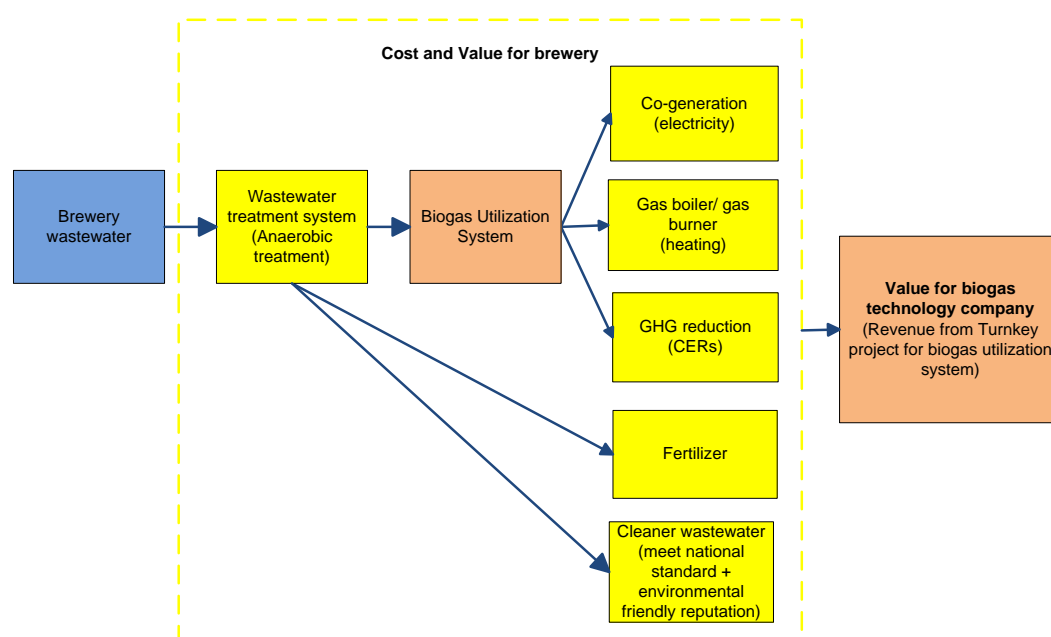 Cost and Value for brewery
Co-generation
(electricity)
Brewery
wastewater
Wastewater
treatment system
(Anaerobic
treatment)
Biogas Utilization
System
Gas boiler/ gas
burner
(heating)
GHG reduction
(CERs)
Value for biogas
technology company
(Revenue from Turnkey
project for biogas utilization
system)
Fertilizer
Cleaner wastewater
(meet national
standard +
environmental
friendly reputation)